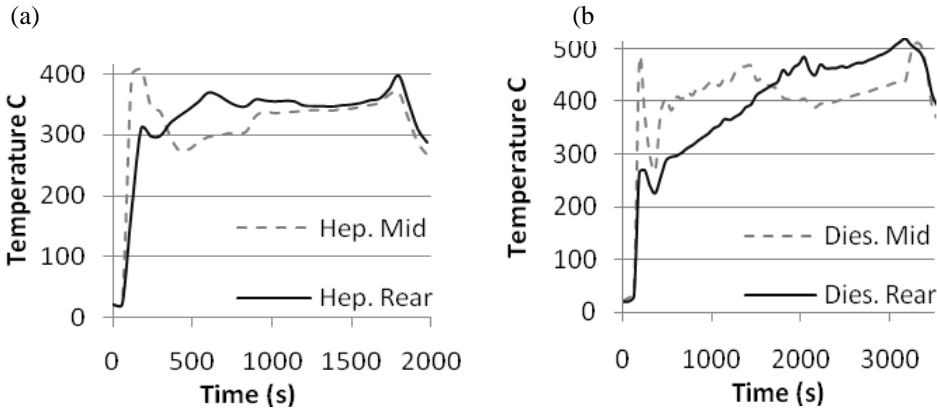 (a)
400
300
200
100
0
Temperature C
Hep. Mid
Hep. Rear
0 500 1000 1500 2000
Time (s)
(b
500
400
300
200
100
0
Temperature C
Dies. Mid
Dies. Rear
0 1000 2000 3000
Time (s)